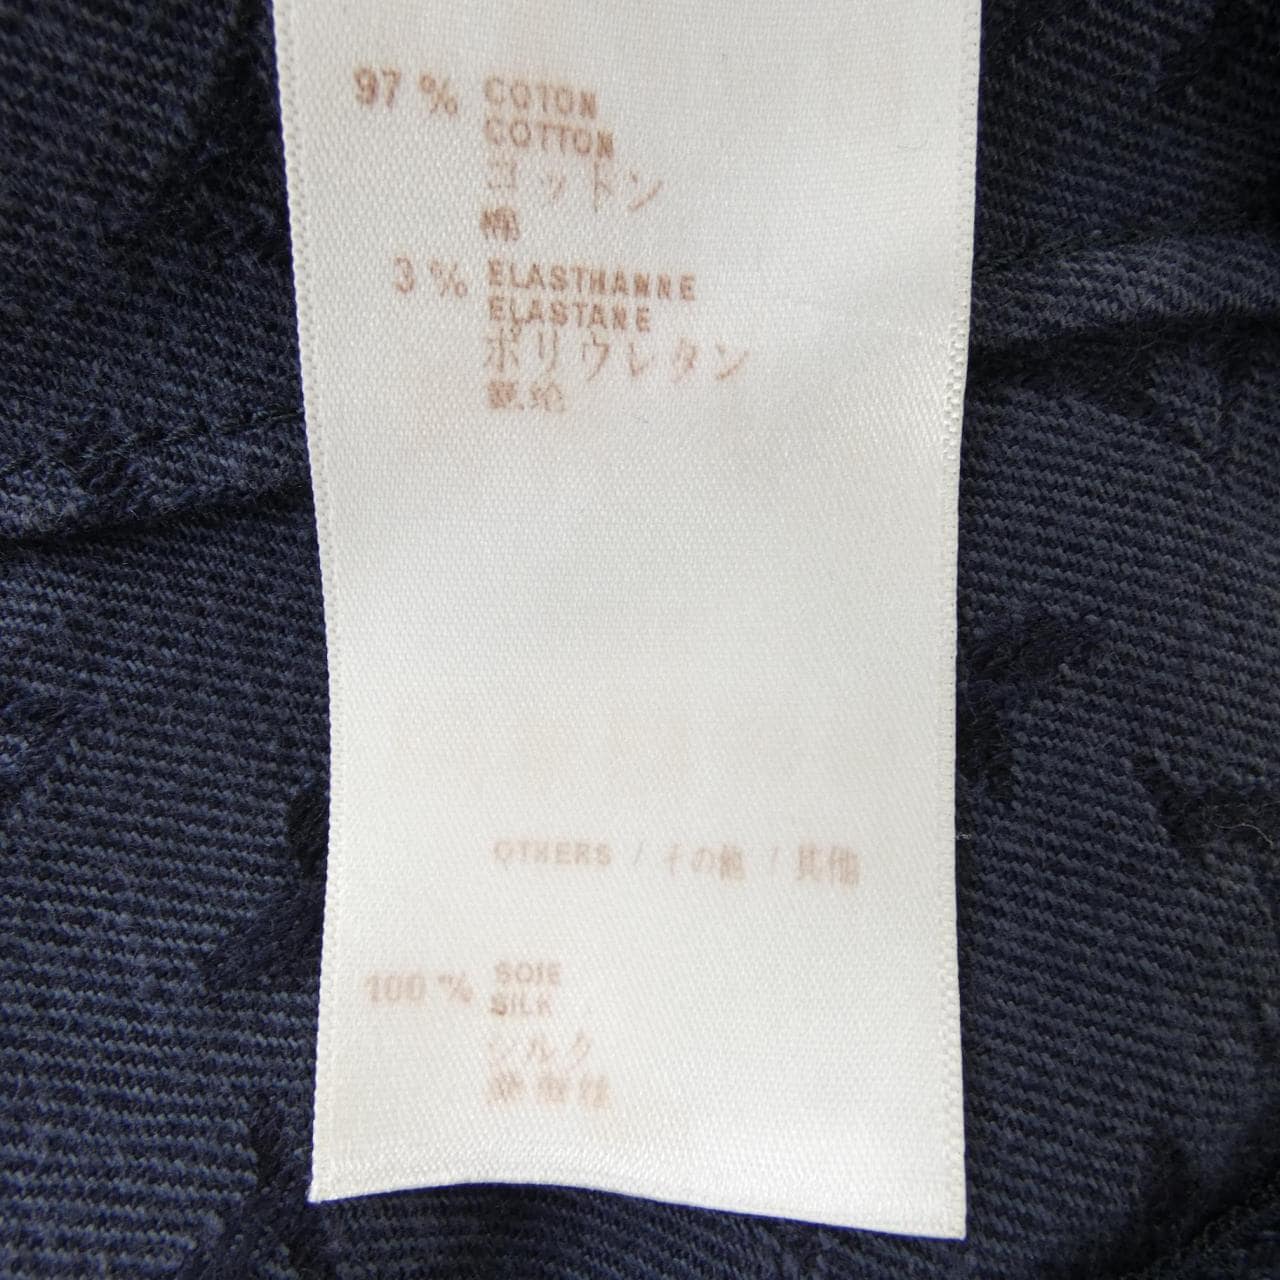 97 % COTON
COTTON
コットン
棉
3 % ELASTHANNE
ELASTANE
ポリウレタン
氨纶
OTHERS / その他 / 其他
100 % SOIE
SILK
シルク